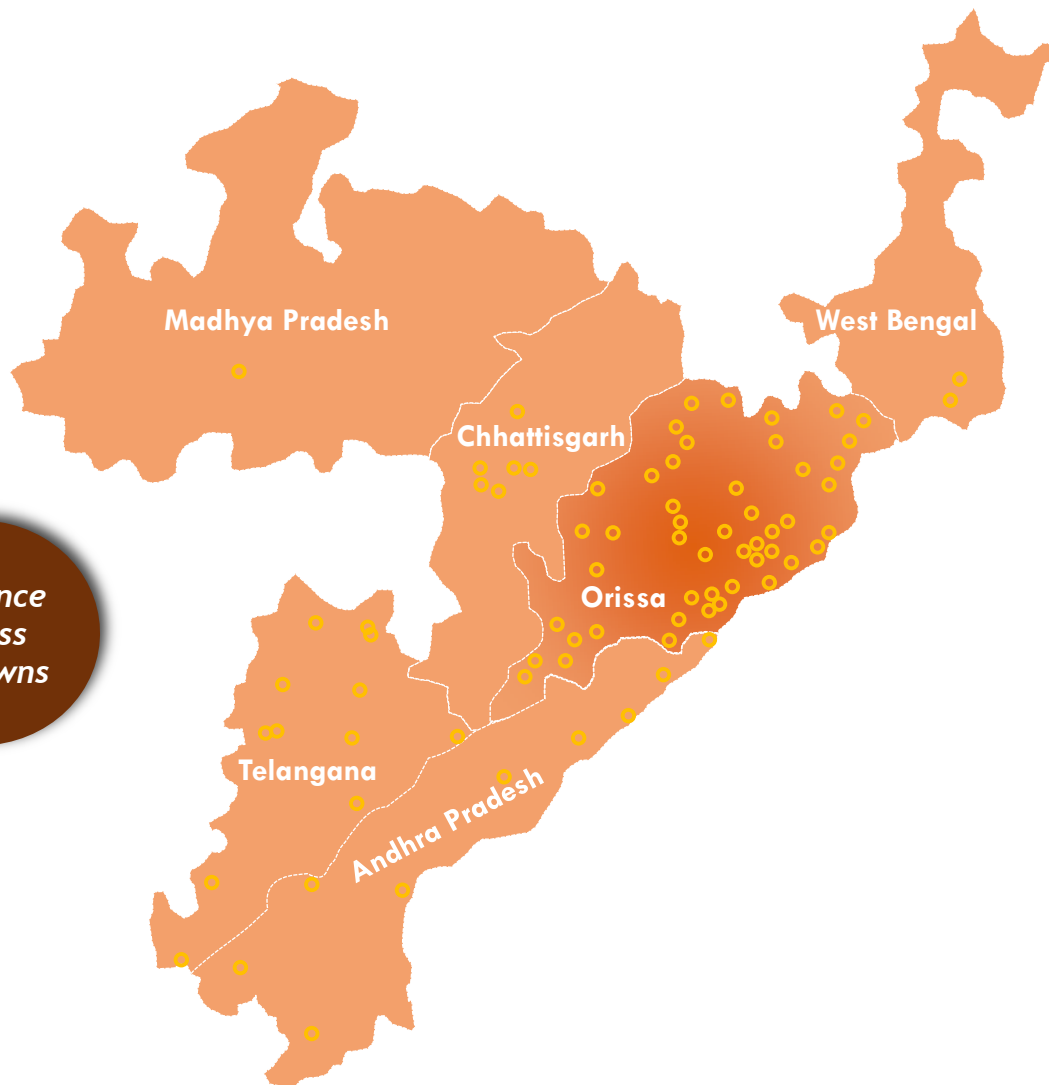 Madhya Pradesh
West Bengal
Chhattisgarh
Orissa
Telangana
Andhra Pradesh